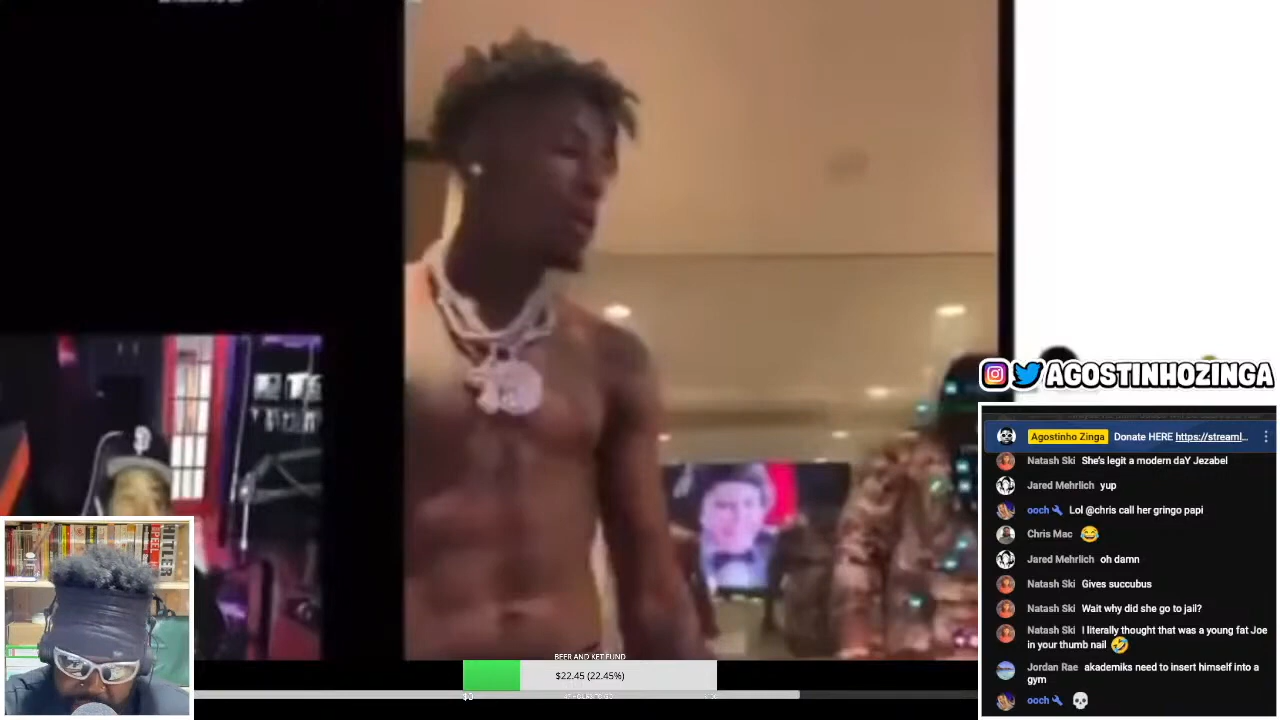 AGOSTINHOZINGA
Agostinho Zinga Donate HERE https://streaml...
Natash Ski She's legit a modern daY Jezabel
Jared Mehrlich yup
ooch Lol @chris call her gringo papi
Chris Mac 😂
Jared Mehrlich oh damn
Natash Ski Gives succubus
Natash Ski Wait why did she go to jail?
Natash Ski I literally thought that was a young fat Joe
in your thumb nail 🤣
Jordan Rae akademiks need to insert himself into a
gym
ooch 💀
BEER AND KET FUND
$22.45 (22.45%)
$0